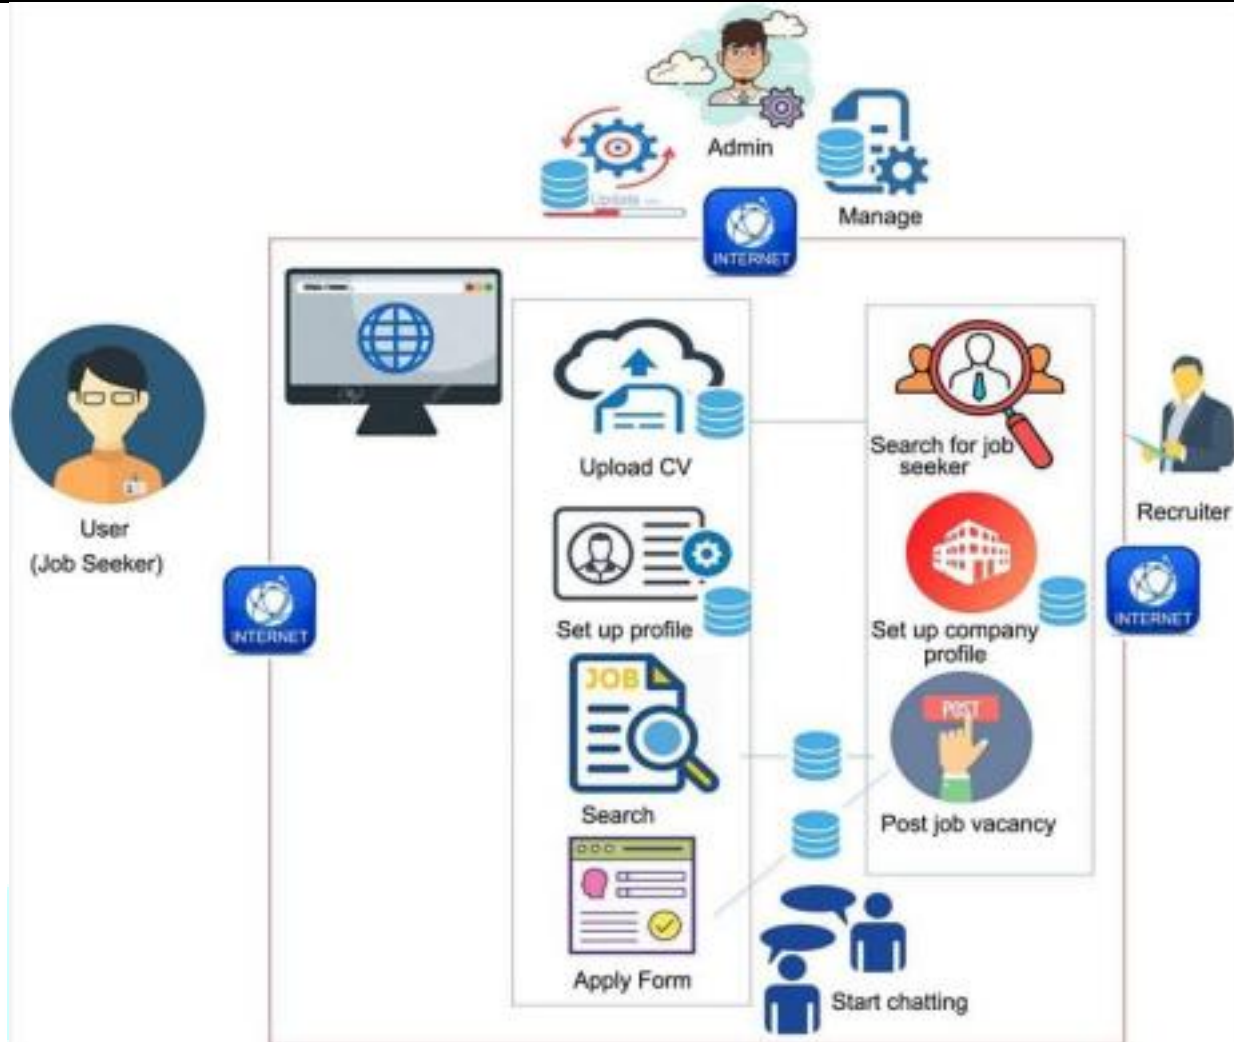 Admin
Update
Manage
INTERNET
User
(Job Seeker)
INTERNET
Upload CV
Set up profile
JOB
Search
Apply Form
Search for job
seeker
Set up company
profile
POST
Post job vacancy
Recruiter
INTERNET
Start chatting